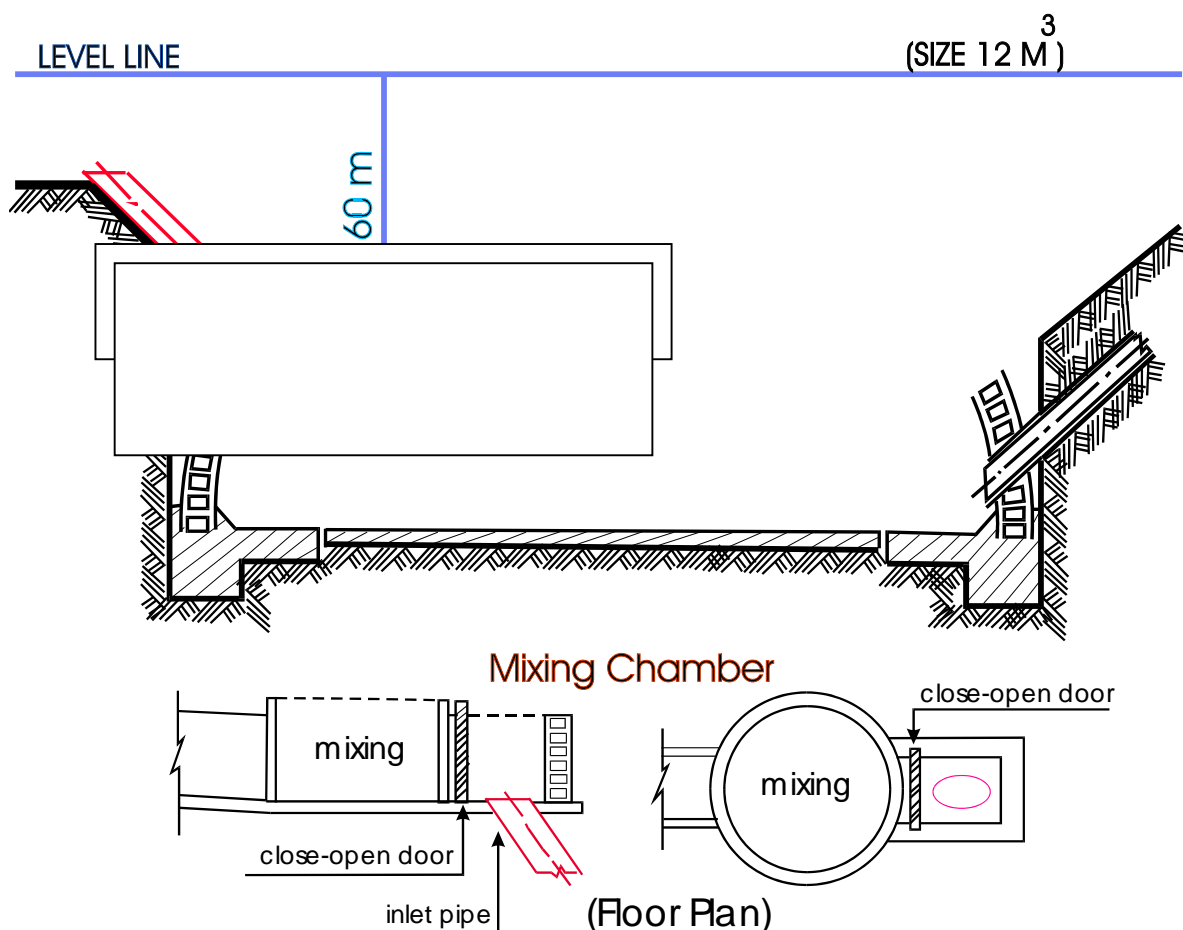 LEVEL LINE
(SIZE 12 M³)
60 m
Mixing Chamber
mixing
close-open door
inlet pipe
close-open door
mixing
(Floor Plan)